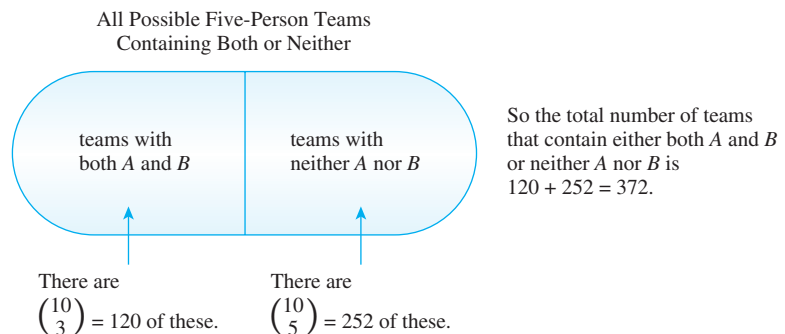 All Possible Five-Person Teams
Containing Both or Neither
teams with
both A and B
teams with
neither A nor B
So the total number of teams
that contain either both A and B
or neither A nor B is
120 + 252 = 372.
There are
(10
3) = 120 of these.
There are
(10
5) = 252 of these.